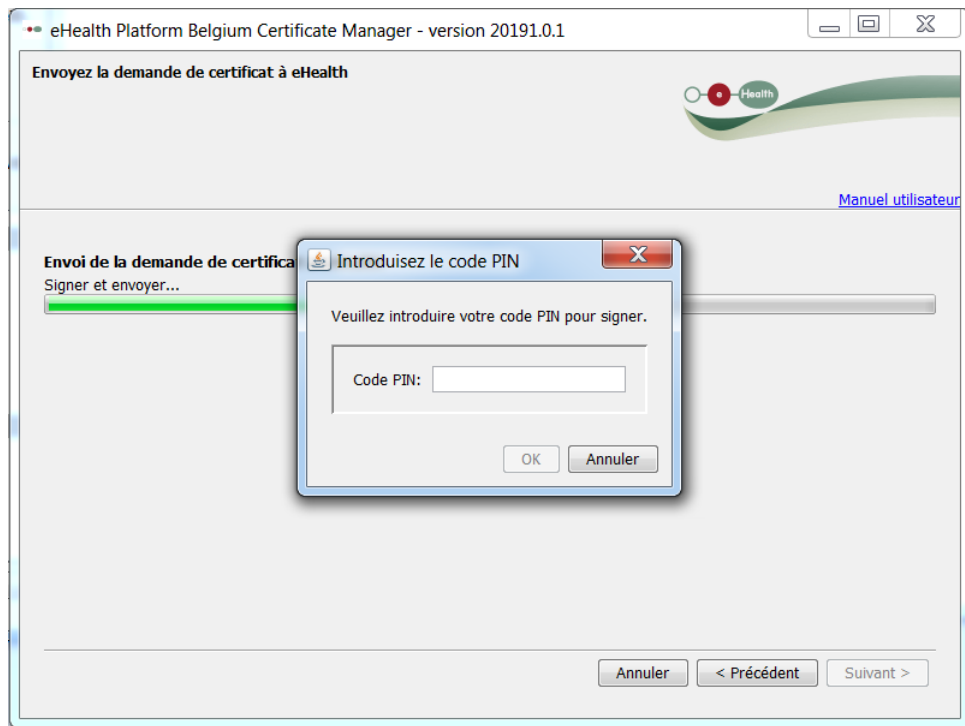 eHealth Platform Belgium Certificate Manager - version 20191.0.1
Envoyez la demande de certificat à eHealth
e Health
Manuel utilisateur
Envoi de la demande de certifica
Signer et envoyer...
Introduisez le code PIN
Veuillez introduire votre code PIN pour signer.
Code PIN:
OK Annuler
Annuler < Précédent Suivant >